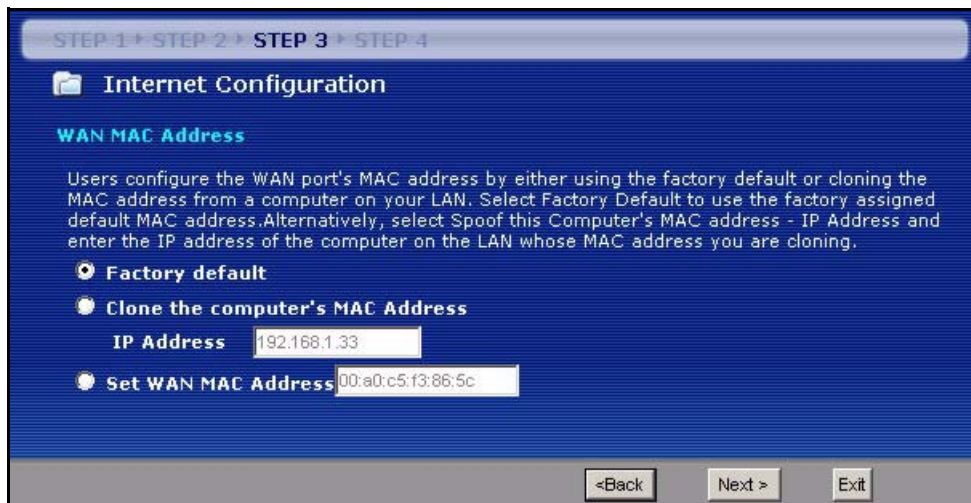 STEP 1 STEP 2 STEP 3 STEP 4
Internet Configuration
WAN MAC Address
Users configure the WAN port's MAC address by either using the factory default or cloning the
MAC address from a computer on your LAN. Select Factory Default to use the factory assigned
default MAC address.Alternatively, select Spoof this Computer's MAC address - IP Address and
enter the IP address of the computer on the LAN whose MAC address you are cloning.
Factory default
Clone the computer's MAC Address
IP Address 192.168.1.33
Set WAN MAC Address 00:a0:c5:f3:86:5c
<Back Next > Exit